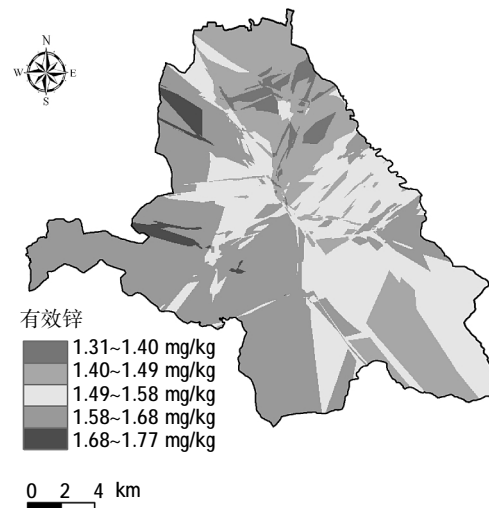 N
W E
S
有效锌
1.31~1.40 mg/kg
1.40~1.49 mg/kg
1.49~1.58 mg/kg
1.58~1.68 mg/kg
1.68~1.77 mg/kg
0 2 4 km